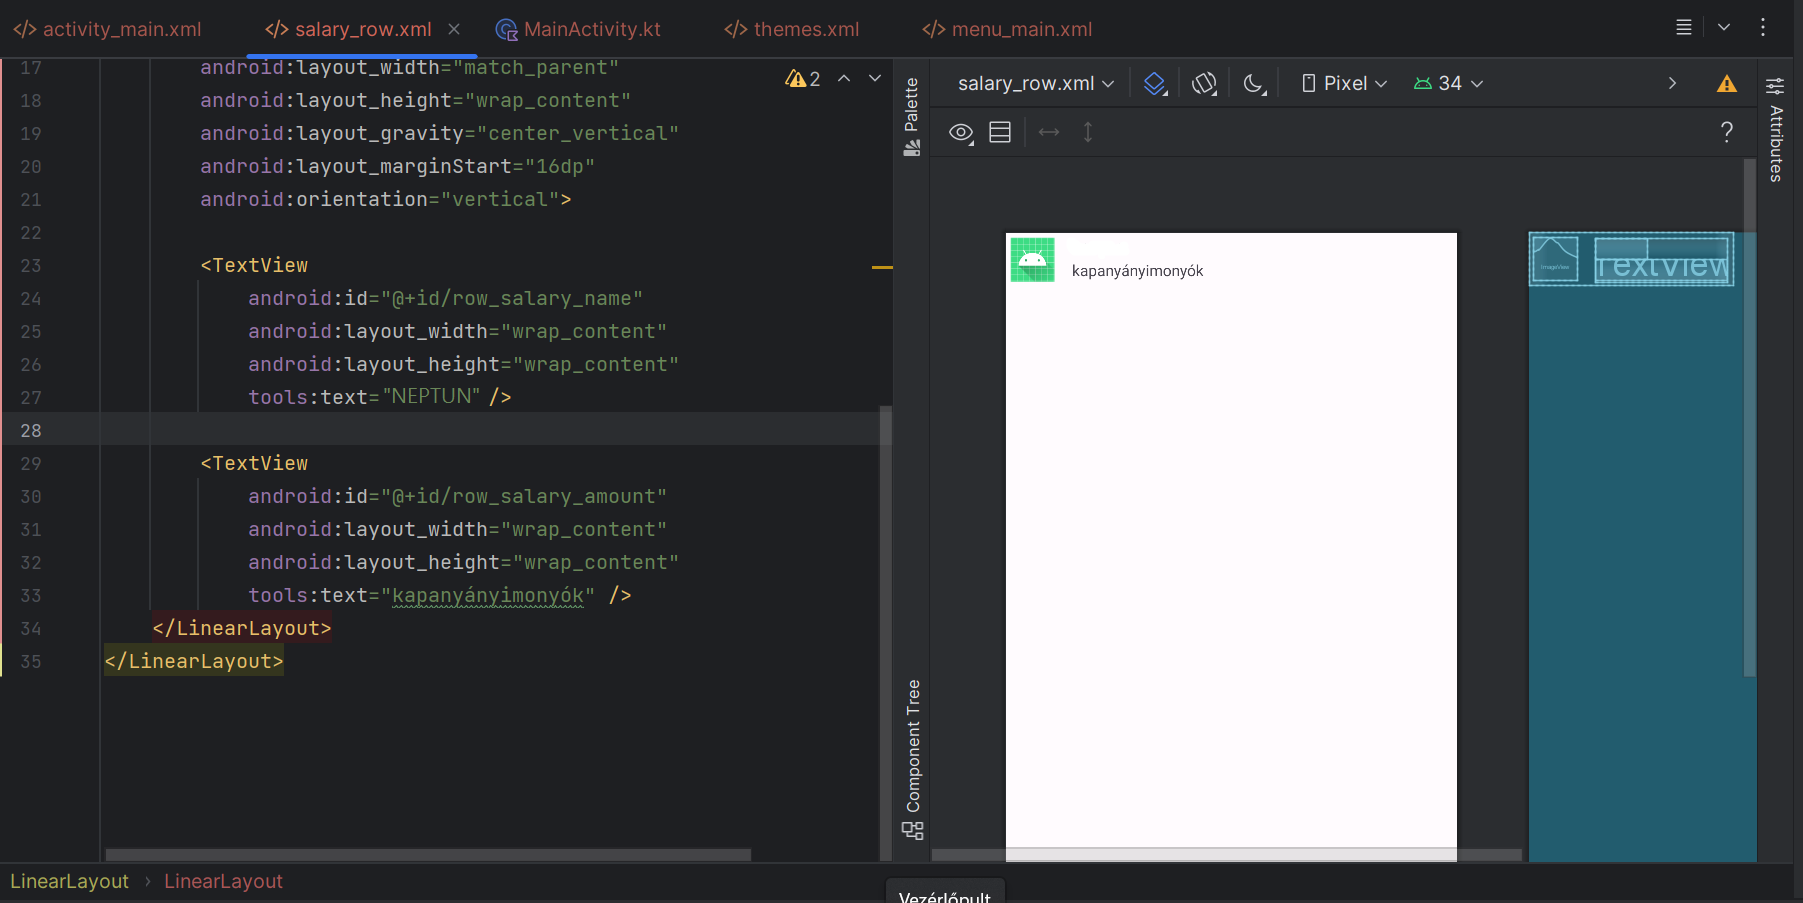 activity_main.xml
salary_row.xml
MainActivity.kt
themes.xml
menu_main.xml
17 android:layout_width="match_parent"
18 android:layout_height="wrap_content"
19 android:layout_gravity="center_vertical"
20 android:layout_marginStart="16dp"
21 android:orientation="vertical">
22
23 <TextView
24 android:id="@+id/row_salary_name"
25 android:layout_width="wrap_content"
26 android:layout_height="wrap_content"
27 tools:text="NEPTUN" />
28
29 <TextView
30 android:id="@+id/row_salary_amount"
31 android:layout_width="wrap_content"
32 android:layout_height="wrap_content"
33 tools:text="kapanyányimonyók" />
34 </LinearLayout>
35 </LinearLayout>
2
Palette
Component Tree
salary_row.xml
Pixel
34
kapanyányimonyók
ImageView
TextView
Attributes
LinearLayout › LinearLayout
Vezérlőpult